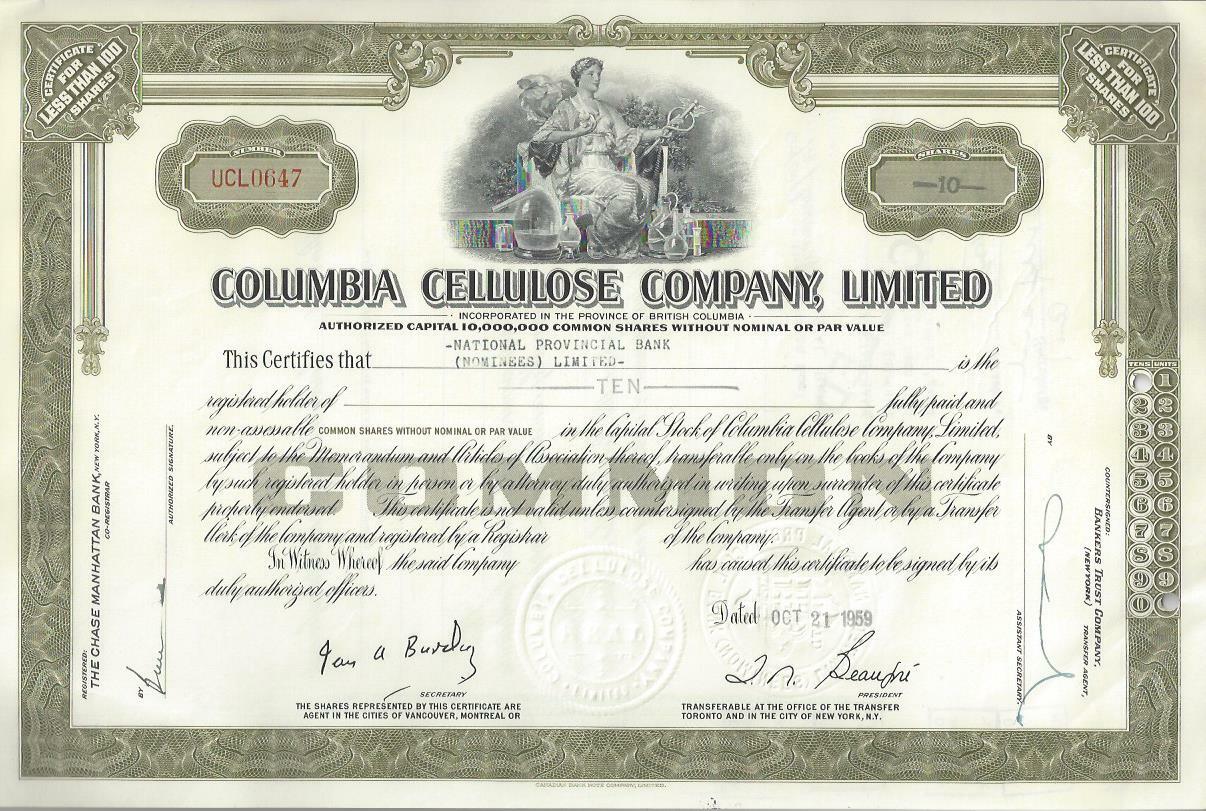 CERTIFICATE
FOR
LESS THAN 100
SHARES
CERTIFICATE
FOR
LESS THAN 100
SHARES
NUMBER
UCL0647
SHARES
—10—
COLUMBIA CELLULOSE COMPANY, LIMITED
INCORPORATED IN THE PROVINCE OF BRITISH COLUMBIA
AUTHORIZED CAPITAL 10,000,000 COMMON SHARES WITHOUT NOMINAL OR PAR VALUE
-NATIONAL PROVINCIAL BANK
This Certifies that (NOMINEES) LIMITED- is the
TEN
registered holder of fully paid and
non-assessable COMMON SHARES WITHOUT NOMINAL OR PAR VALUE in the Capital Stock of Columbia Cellulose Company, Limited,
subject to the Memorandum and Articles of Association thereof, transferable only on the books of the Company
COMMON
by such registered holder in person or by attorney duly authorized in writing upon surrender of this certificate
properly endorsed. This certificate is not valid unless countersigned by the Transfer Agent or by a Transfer
Clerk of the Company and registered by a Registrar of the Company.
In Witness Whereof, the said Company has caused this certificate to be signed by its
duly authorized officers.
Dated OCT 21 1959
SECRETARY
PRESIDENT
THE SHARES REPRESENTED BY THIS CERTIFICATE ARE TRANSFERABLE AT THE OFFICE OF THE TRANSFER
AGENT IN THE CITIES OF VANCOUVER, MONTREAL OR TORONTO AND IN THE CITY OF NEW YORK, N.Y.
REGISTERED:
THE CHASE MANHATTAN BANK, NEW YORK, N.Y.
CO-REGISTRAR
BY
AUTHORIZED SIGNATURE.
COUNTERSIGNED:
BANKERS TRUST COMPANY,
(NEW YORK)
TRANSFER AGENT,
BY
ASSISTANT SECRETARY.
TENS UNITS
1
2 2
3 3
4 4
5 5
6 6
7 7
8 8
9 9
0
CELLULOSE COMPANY
SEAL
LIMITED
CANADIAN BANK NOTE COMPANY, LIMITED.